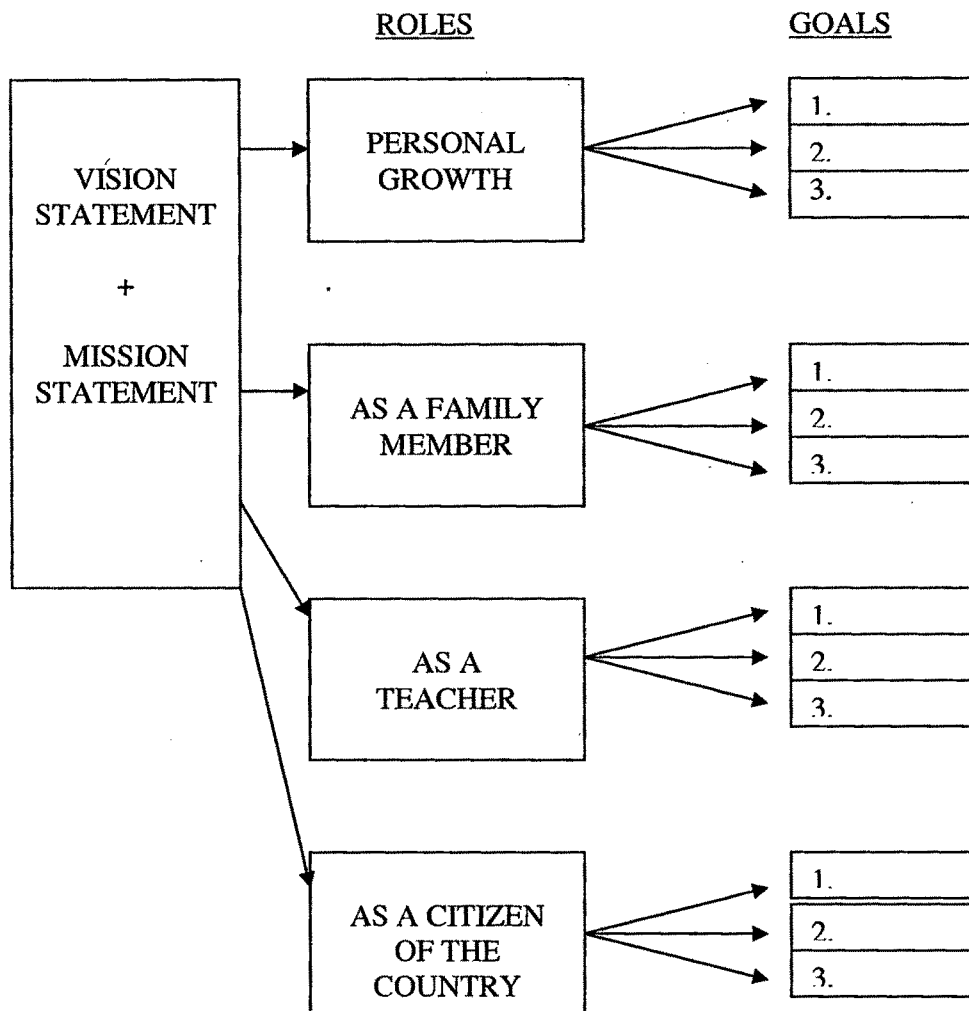 ROLES
GOALS
VISION
STATEMENT
+
MISSION
STATEMENT
PERSONAL
GROWTH
1.
2.
3.
AS A FAMILY
MEMBER
1.
2.
3.
AS A
TEACHER
1.
2.
3.
AS A CITIZEN
OF THE
COUNTRY
1.
2.
3.